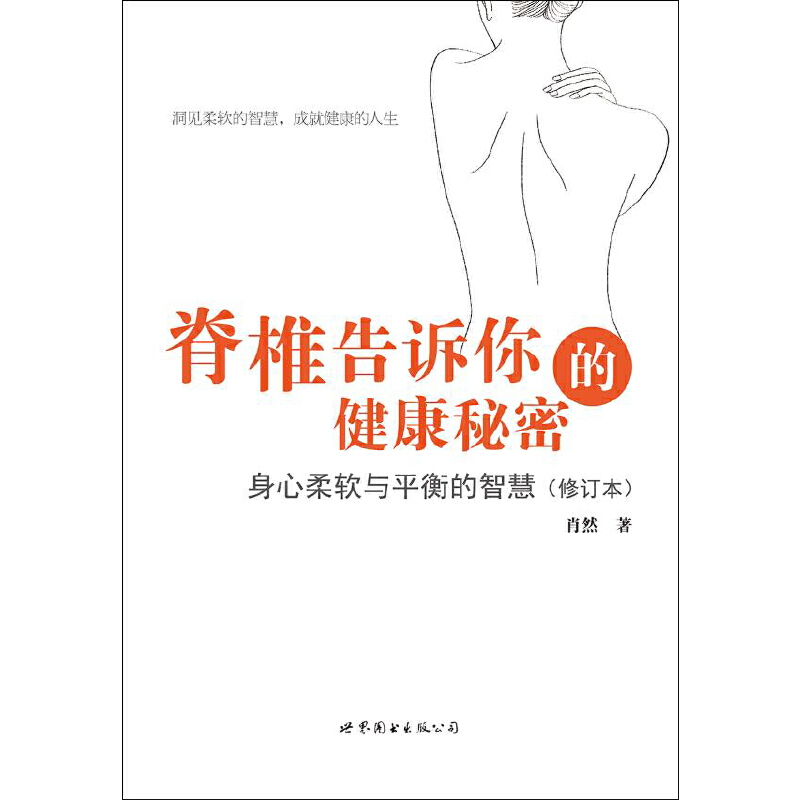 洞见柔软的智慧，成就健康的人生
脊椎告诉你的
健康秘密
身心柔软与平衡的智慧（修订本）
肖然 著
世界图书出版公司